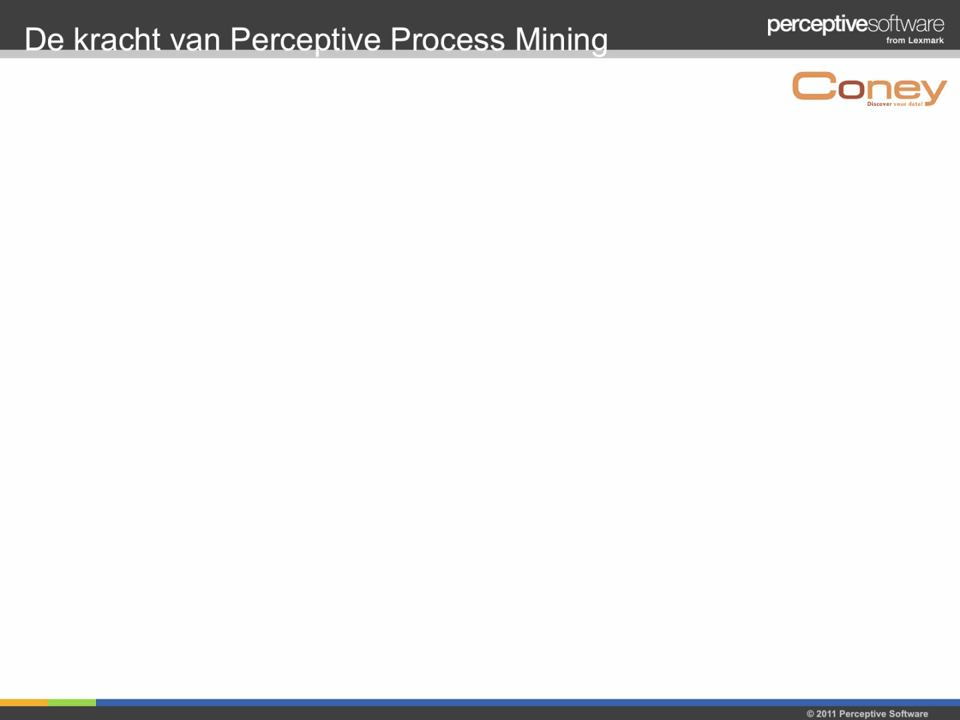 De kracht van Perceptive Process Mining
perceptivesoftware
from Lexmark
Coney
Discover your data!
© 2011 Perceptive Software